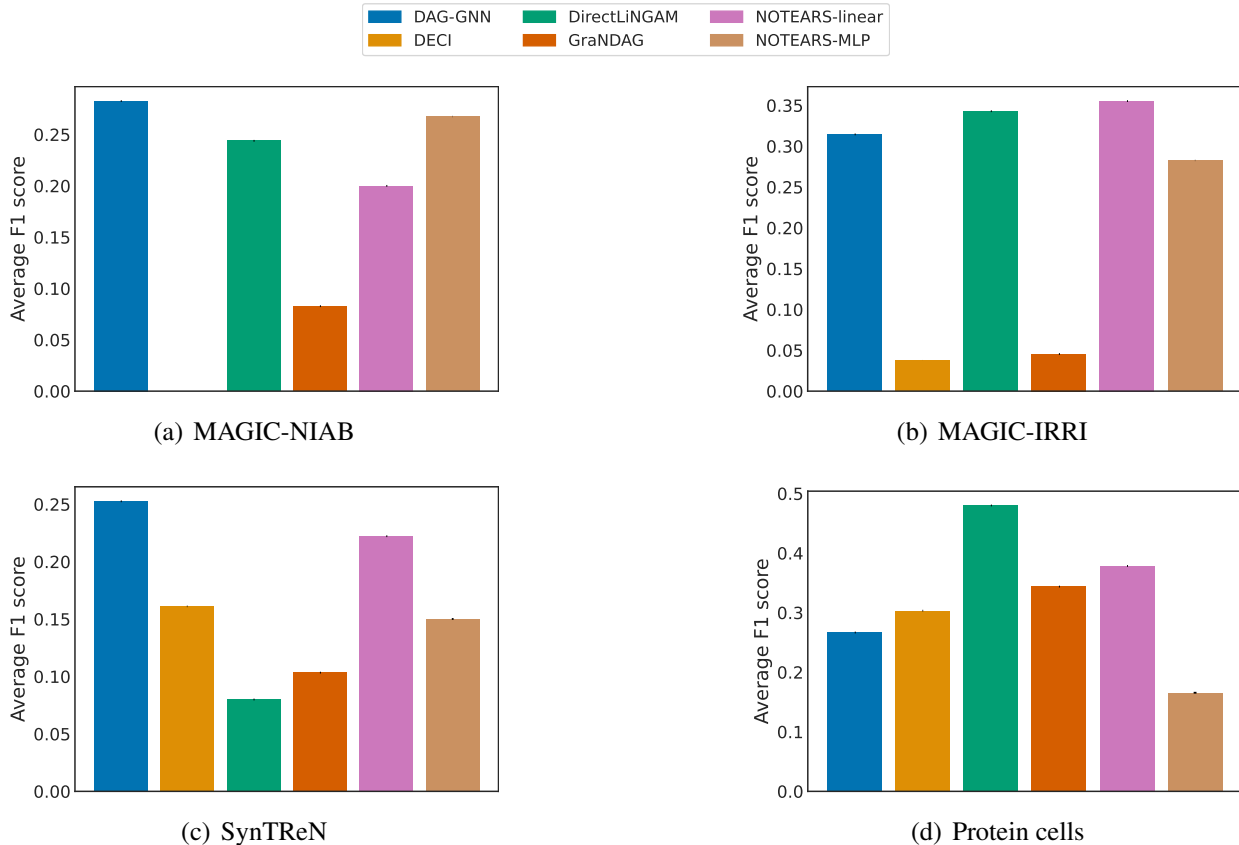 DAG-GNN DirectLiNGAM NOTEARS-linear
DECI GraNDAG NOTEARS-MLP
Average F1 score
0.25
0.20
0.15
0.10
0.05
0.00
(a) MAGIC-NIAB
Average F1 score
0.35
0.30
0.25
0.20
0.15
0.10
0.05
0.00
(b) MAGIC-IRRI
Average F1 score
0.25
0.20
0.15
0.10
0.05
0.00
(c) SynTReN
Average F1 score
0.5
0.4
0.3
0.2
0.1
0.0
(d) Protein cells